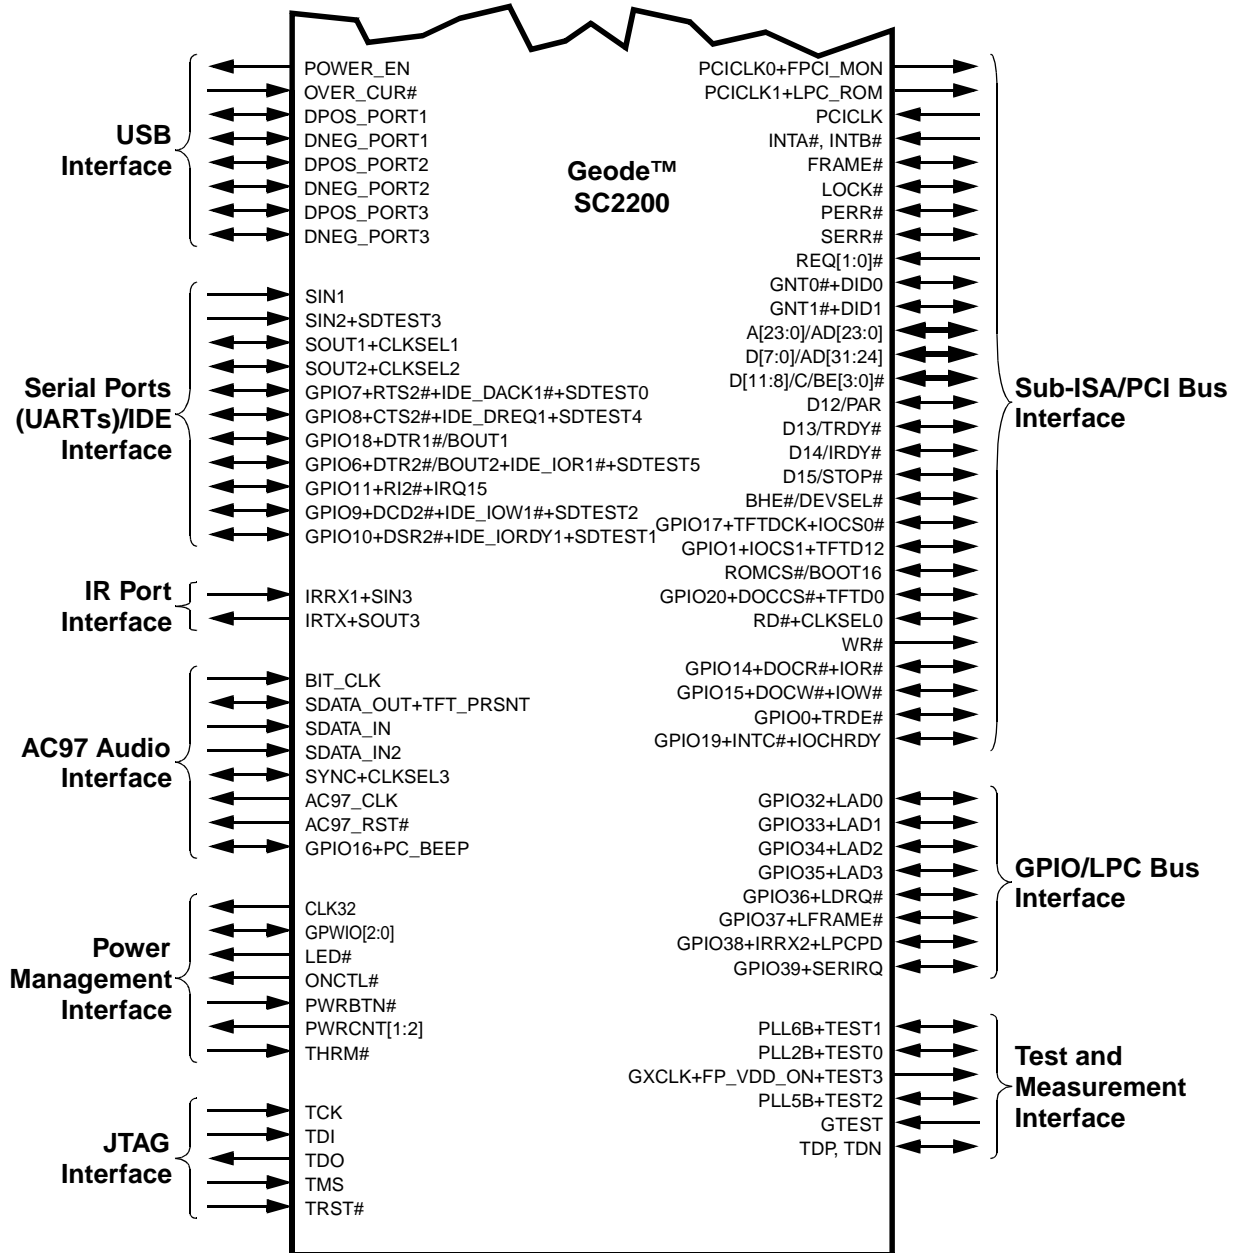 Geode™
SC2200
USB
Interface
POWER_EN
OVER_CUR#
DPOS_PORT1
DNEG_PORT1
DPOS_PORT2
DNEG_PORT2
DPOS_PORT3
DNEG_PORT3
Serial Ports
(UARTs)/IDE
Interface
SIN1
SIN2+SDTEST3
SOUT1+CLKSEL1
SOUT2+CLKSEL2
GPIO7+RTS2#+IDE_DACK1#+SDTEST0
GPIO8+CTS2#+IDE_DREQ1+SDTEST4
GPIO18+DTR1#/BOUT1
GPIO6+DTR2#/BOUT2+IDE_IOR1#+SDTEST5
GPIO11+RI2#+IRQ15
GPIO9+DCD2#+IDE_IOW1#+SDTEST2
GPIO10+DSR2#+IDE_IORDY1+SDTEST1
IR Port
Interface
IRRX1+SIN3
IRTX+SOUT3
AC97 Audio
Interface
BIT_CLK
SDATA_OUT+TFT_PRSNT
SDATA_IN
SDATA_IN2
SYNC+CLKSEL3
AC97_CLK
AC97_RST#
GPIO16+PC_BEEP
Power
Management
Interface
CLK32
GPWIO[2:0]
LED#
ONCTL#
PWRBTN#
PWRCNT[1:2]
THRM#
JTAG
Interface
TCK
TDI
TDO
TMS
TRST#
PCICLK0+FPCI_MON
PCICLK1+LPC_ROM
PCICLK
INTA#, INTB#
FRAME#
LOCK#
PERR#
SERR#
REQ[1:0]#
GNT0#+DID0
GNT1#+DID1
A[23:0]/AD[23:0]
D[7:0]/AD[31:24]
D[11:8]/C/BE[3:0]#
D12/PAR
D13/TRDY#
D14/IRDY#
D15/STOP#
BHE#/DEVSEL#
GPIO17+TFTDCK+IOCS0#
GPIO1+IOCS1+TFTD12
ROMCS#/BOOT16
GPIO20+DOCCS#+TFTD0
RD#+CLKSEL0
WR#
GPIO14+DOCR#+IOR#
GPIO15+DOCW#+IOW#
GPIO0+TRDE#
GPIO19+INTC#+IOCHRDY
Sub-ISA/PCI Bus
Interface
GPIO32+LAD0
GPIO33+LAD1
GPIO34+LAD2
GPIO35+LAD3
GPIO36+LDRQ#
GPIO37+LFRAME#
GPIO38+IRRX2+LPCPD
GPIO39+SERIRQ
GPIO/LPC Bus
Interface
PLL6B+TEST1
PLL2B+TEST0
GXCLK+FP_VDD_ON+TEST3
PLL5B+TEST2
GTEST
TDP, TDN
Test and
Measurement
Interface